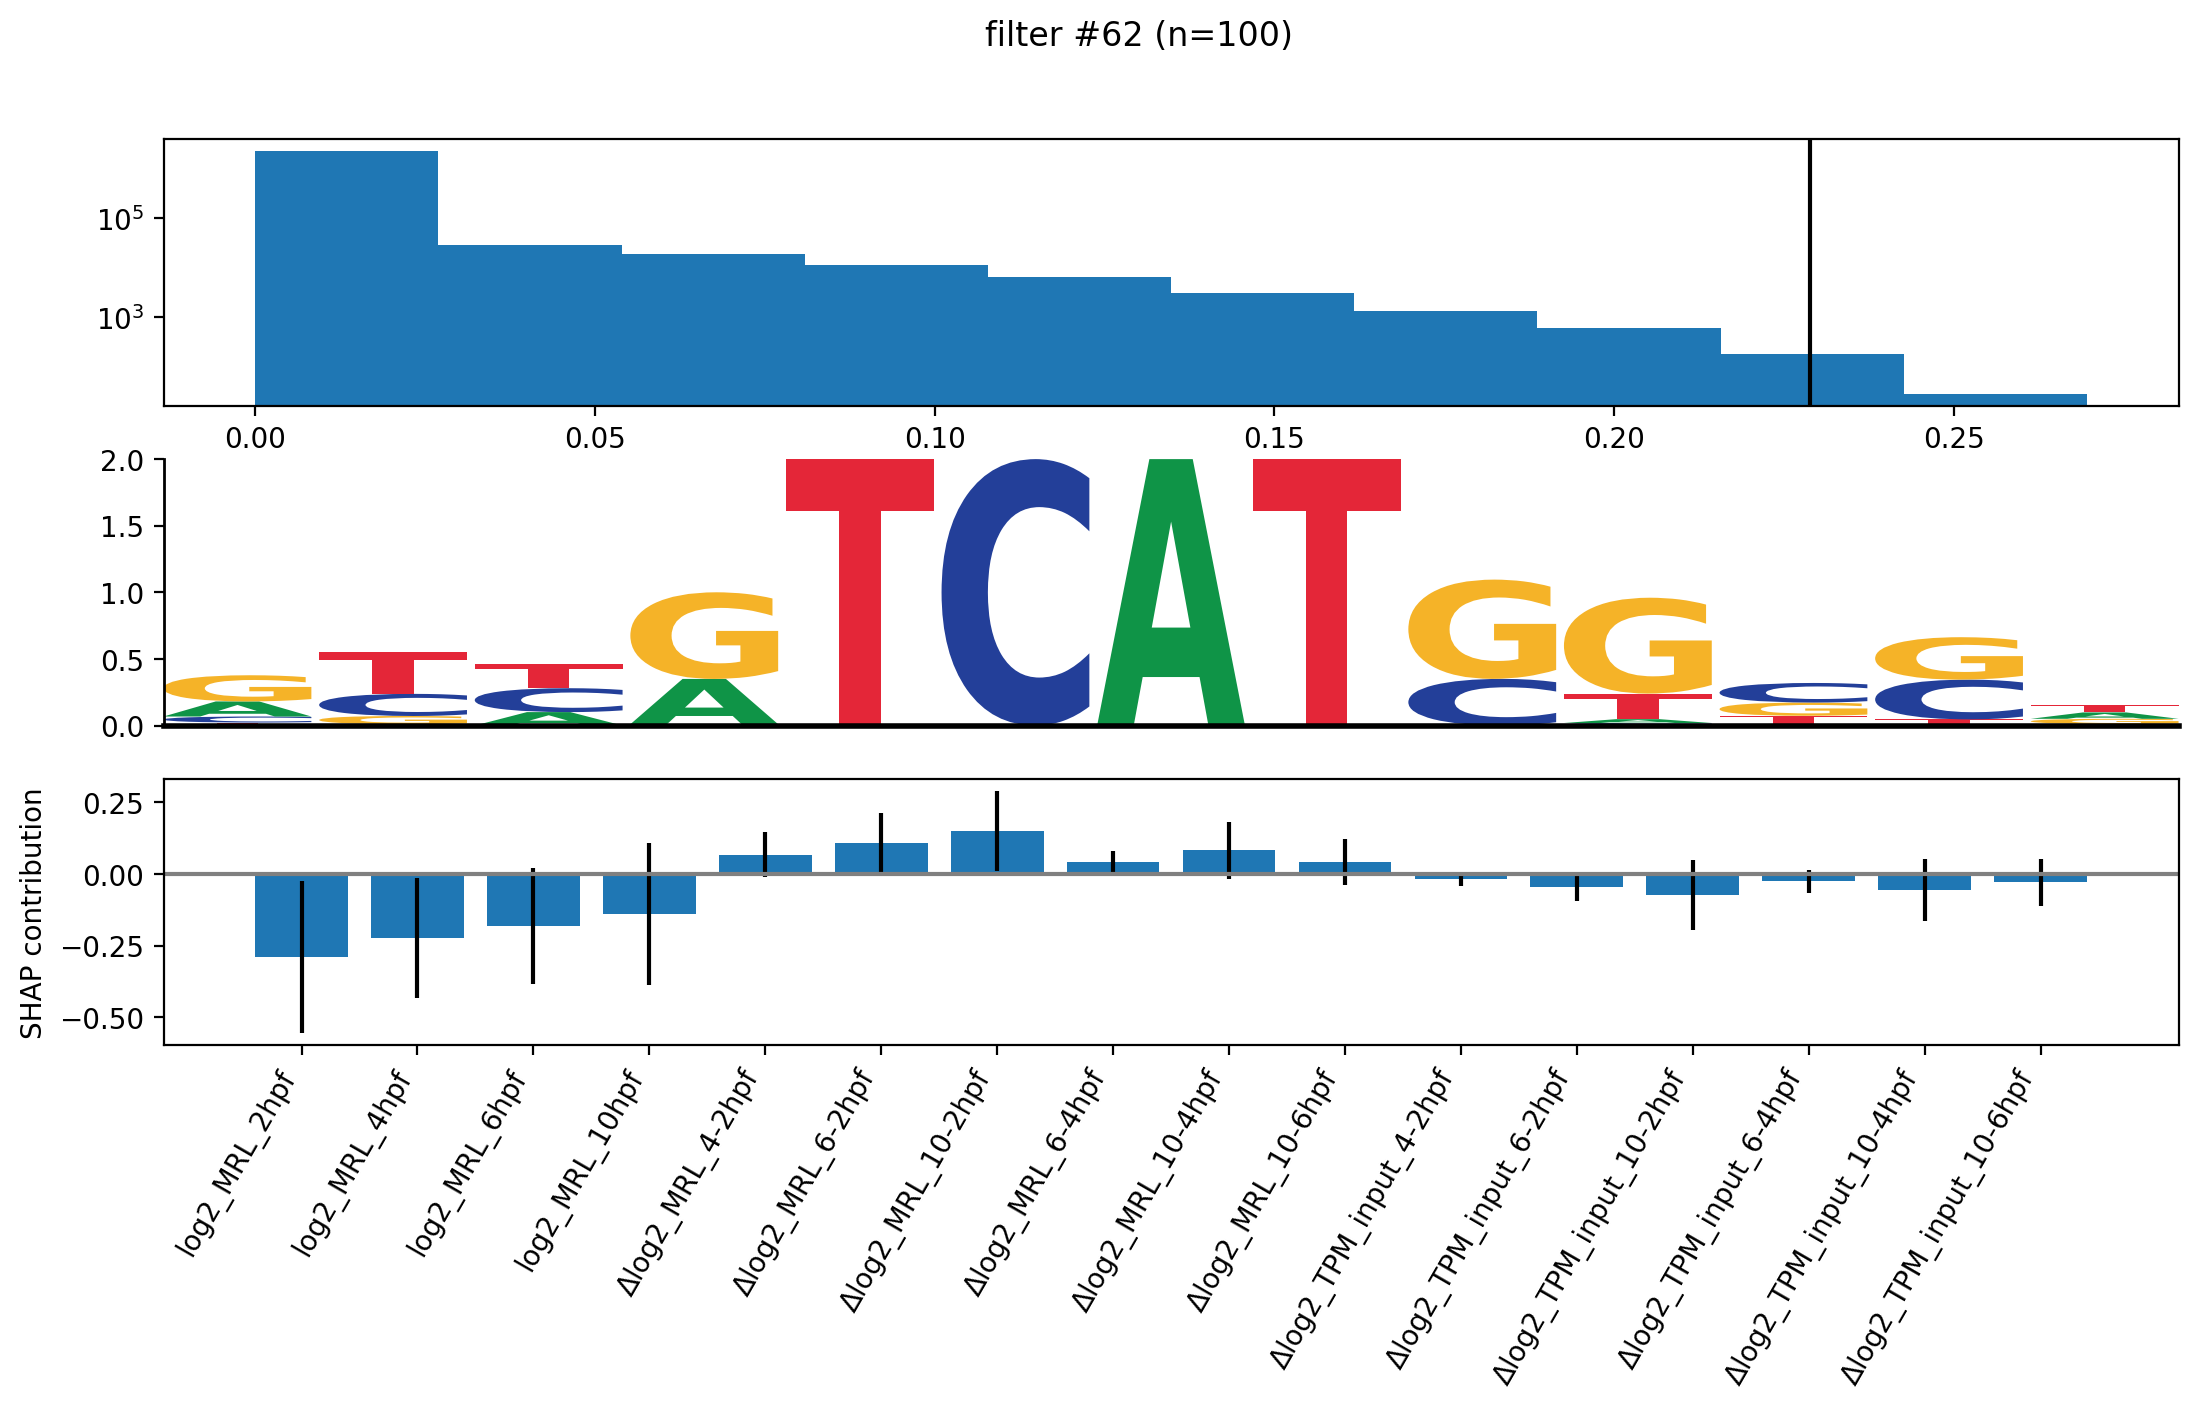 filter #62 (n=100)
10^5
10^3
0.00 0.05 0.10 0.15 0.20 0.25
2.0
1.5
1.0
0.5
0.0
G A C
T C G
T C A
G A
T
C
A
T
G C
G T A
C G T
G C T
T A G
SHAP contribution
0.25
0.00
−0.25
−0.50
log2_MRL_2hpf
log2_MRL_4hpf
log2_MRL_6hpf
log2_MRL_10hpf
Δlog2_MRL_4-2hpf
Δlog2_MRL_6-2hpf
Δlog2_MRL_10-2hpf
Δlog2_MRL_6-4hpf
Δlog2_MRL_10-4hpf
Δlog2_MRL_10-6hpf
Δlog2_TPM_input_4-2hpf
Δlog2_TPM_input_6-2hpf
Δlog2_TPM_input_10-2hpf
Δlog2_TPM_input_6-4hpf
Δlog2_TPM_input_10-4hpf
Δlog2_TPM_input_10-6hpf